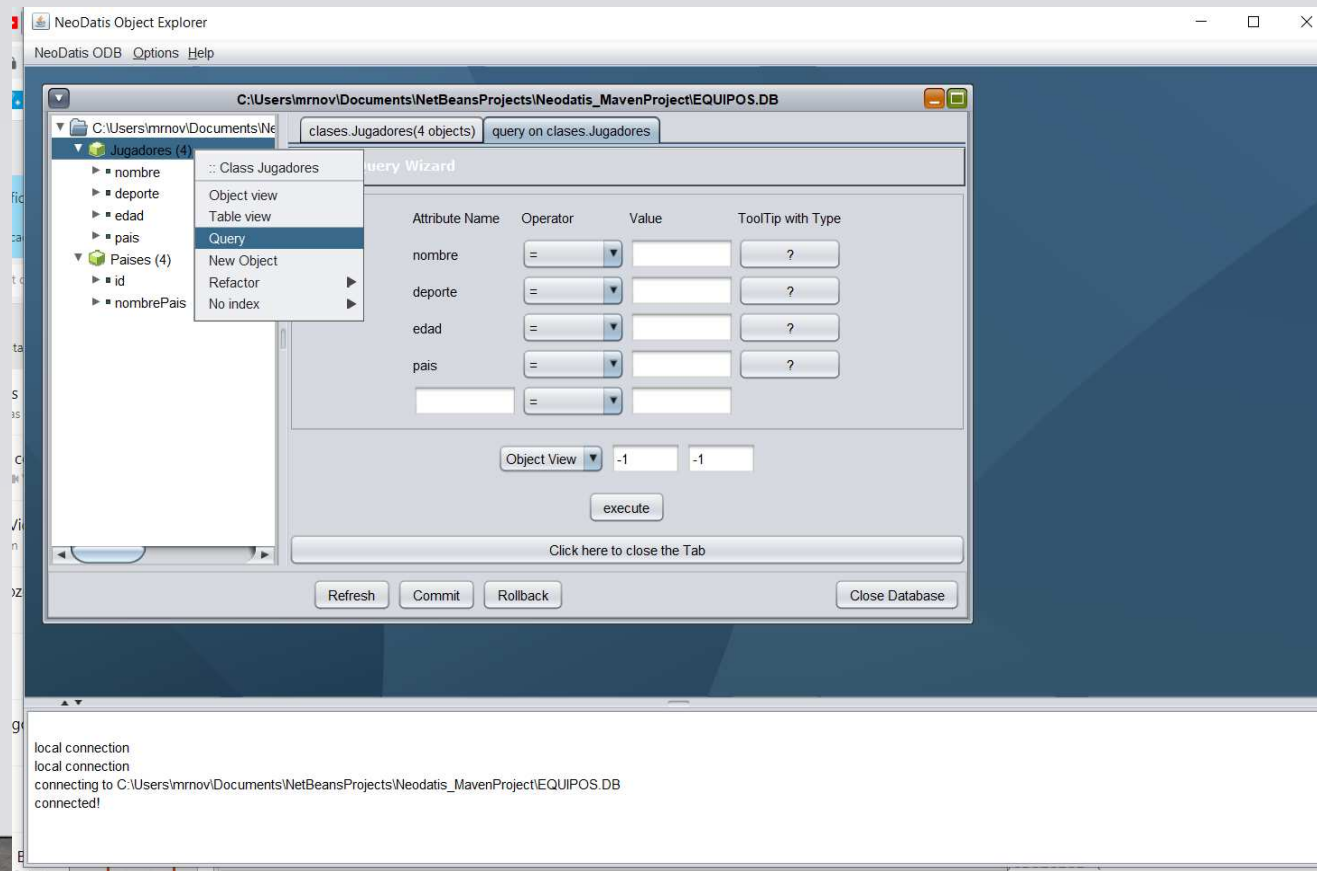 NeoDatis Object Explorer
NeoDatis ODB Options Help
C:\Users\mrnov\Documents\NetBeansProjects\Neodatis_MavenProject\EQUIPOS.DB
C:\Users\mrnov\Documents\Ne
Jugadores (4)
nombre
deporte
edad
pais
Paises (4)
id
nombrePais
:: Class Jugadores
Object view
Table view
Query
New Object
Refactor
No index
clases.Jugadores(4 objects) query on clases.Jugadores
Wizard
Attribute Name Operator Value ToolTip with Type
nombre = ?
deporte = ?
edad = ?
pais = ?
=
Object View -1 -1
execute
Click here to close the Tab
Refresh Commit Rollback Close Database
local connection
local connection
connecting to C:\Users\mrnov\Documents\NetBeansProjects\Neodatis_MavenProject\EQUIPOS.DB
connected!